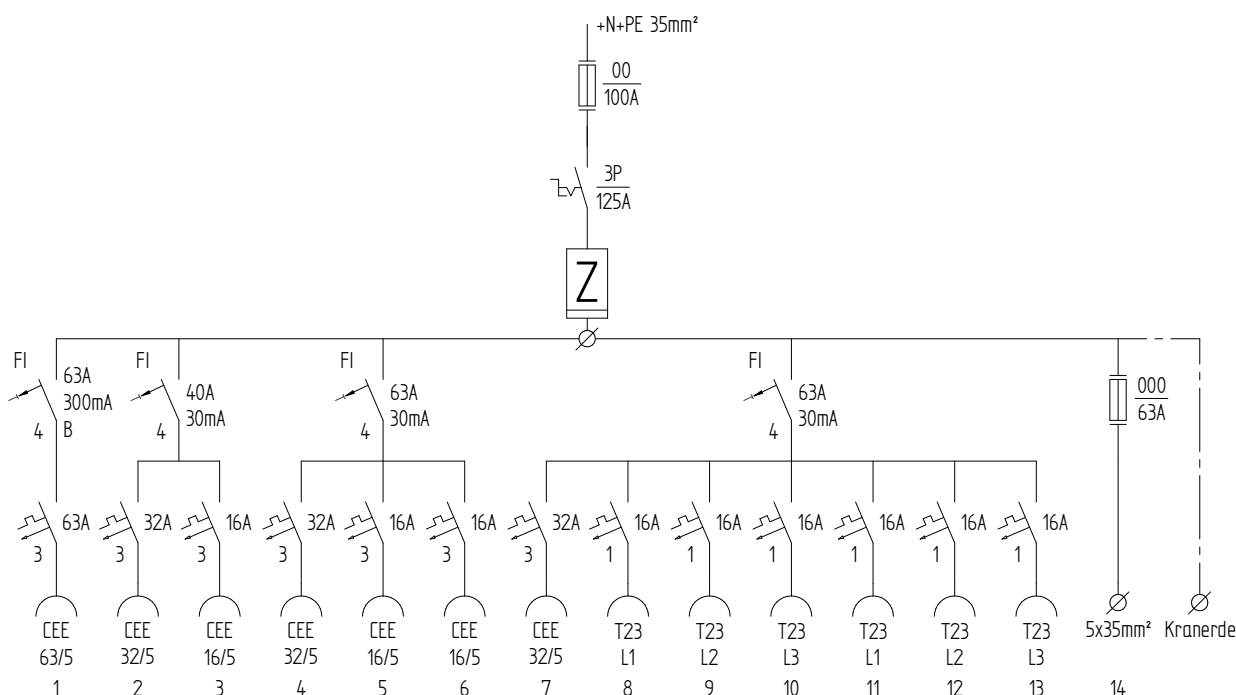 +N+PE 35mm²
00
100A
3P
125A
Z
FI
63A
300mA
4
B
FI
40A
30mA
4
FI
63A
30mA
4
FI
63A
30mA
4
000
63A
63A
3
32A
3
16A
3
32A
3
16A
3
16A
3
32A
3
16A
1
16A
1
16A
1
16A
1
16A
1
16A
1
CEE
63/5
1
CEE
32/5
2
CEE
16/5
3
CEE
32/5
4
CEE
16/5
5
CEE
16/5
6
CEE
32/5
7
T23
L1
8
T23
L2
9
T23
L3
10
T23
L1
11
T23
L2
12
T23
L3
13
5x35mm²
14
Kranerde